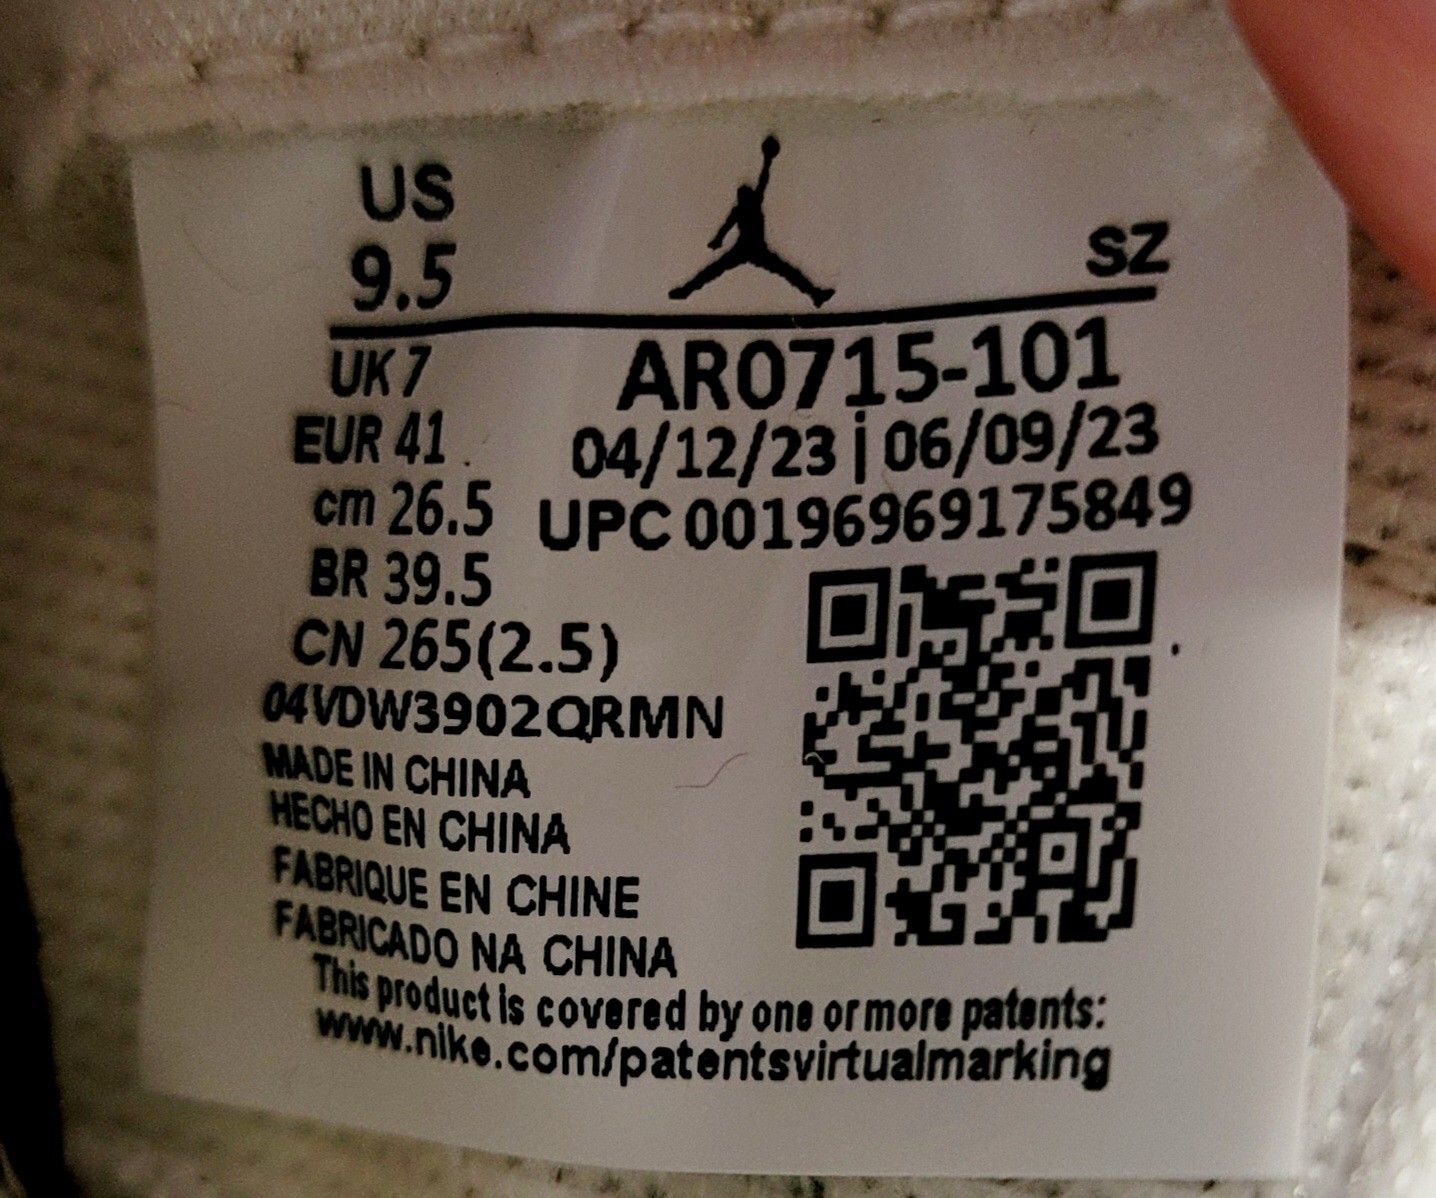 US SZ
9.5
UK 7 AR0715-101
EUR 41 04/12/23 | 06/09/23
cm 26.5 UPC 00196969175849
BR 39.5
CN 265(2.5)
04VDW3902QRMN
MADE IN CHINA
HECHO EN CHINA
FABRIQUE EN CHINE
FABRICADO NA CHINA
This product is covered by one or more patents:
www.nike.com/patentsvirtualmarking